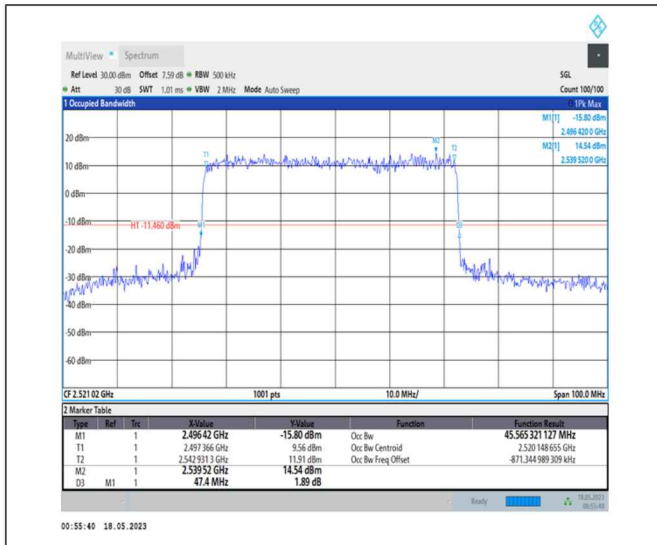 MultiView Spectrum
Ref Level 30.00 dBm Offset 7.59 dB RBW 500 kHz SGL
Att 30 dB SWT 1.01 ms VBW 2 MHz Mode Auto Sweep Count 100/100
1 Occupied Bandwidth 1Pk Max
M1[1] -15.80 dBm
2.496 420 0 GHz
M2[1] 14.54 dBm
2.539 520 0 GHz
20 dBm
M2
T1 T2
10 dBm
0 dBm
-10 dBm
H1 -11.460 dBm M1 D3
-20 dBm
-30 dBm
-40 dBm
-50 dBm
-60 dBm
CF 2.521 02 GHz 1001 pts 10.0 MHz/ Span 100.0 MHz
2 Marker Table
Type Ref Trc X-Value Y-Value Function Function Result
M1 1 2.496 42 GHz -15.80 dBm Occ Bw 45.565 321 127 MHz
T1 1 2.497 366 GHz 9.56 dBm Occ Bw Centroid 2.520 148 655 GHz
T2 1 2.542 931 3 GHz 11.91 dBm Occ Bw Freq Offset -871.344 989 309 kHz
M2 1 2.539 52 GHz 14.54 dBm
D3 M1 1 47.4 MHz 1.89 dB
Ready 18.05.2023
00:55:40
00:55:40 18.05.2023